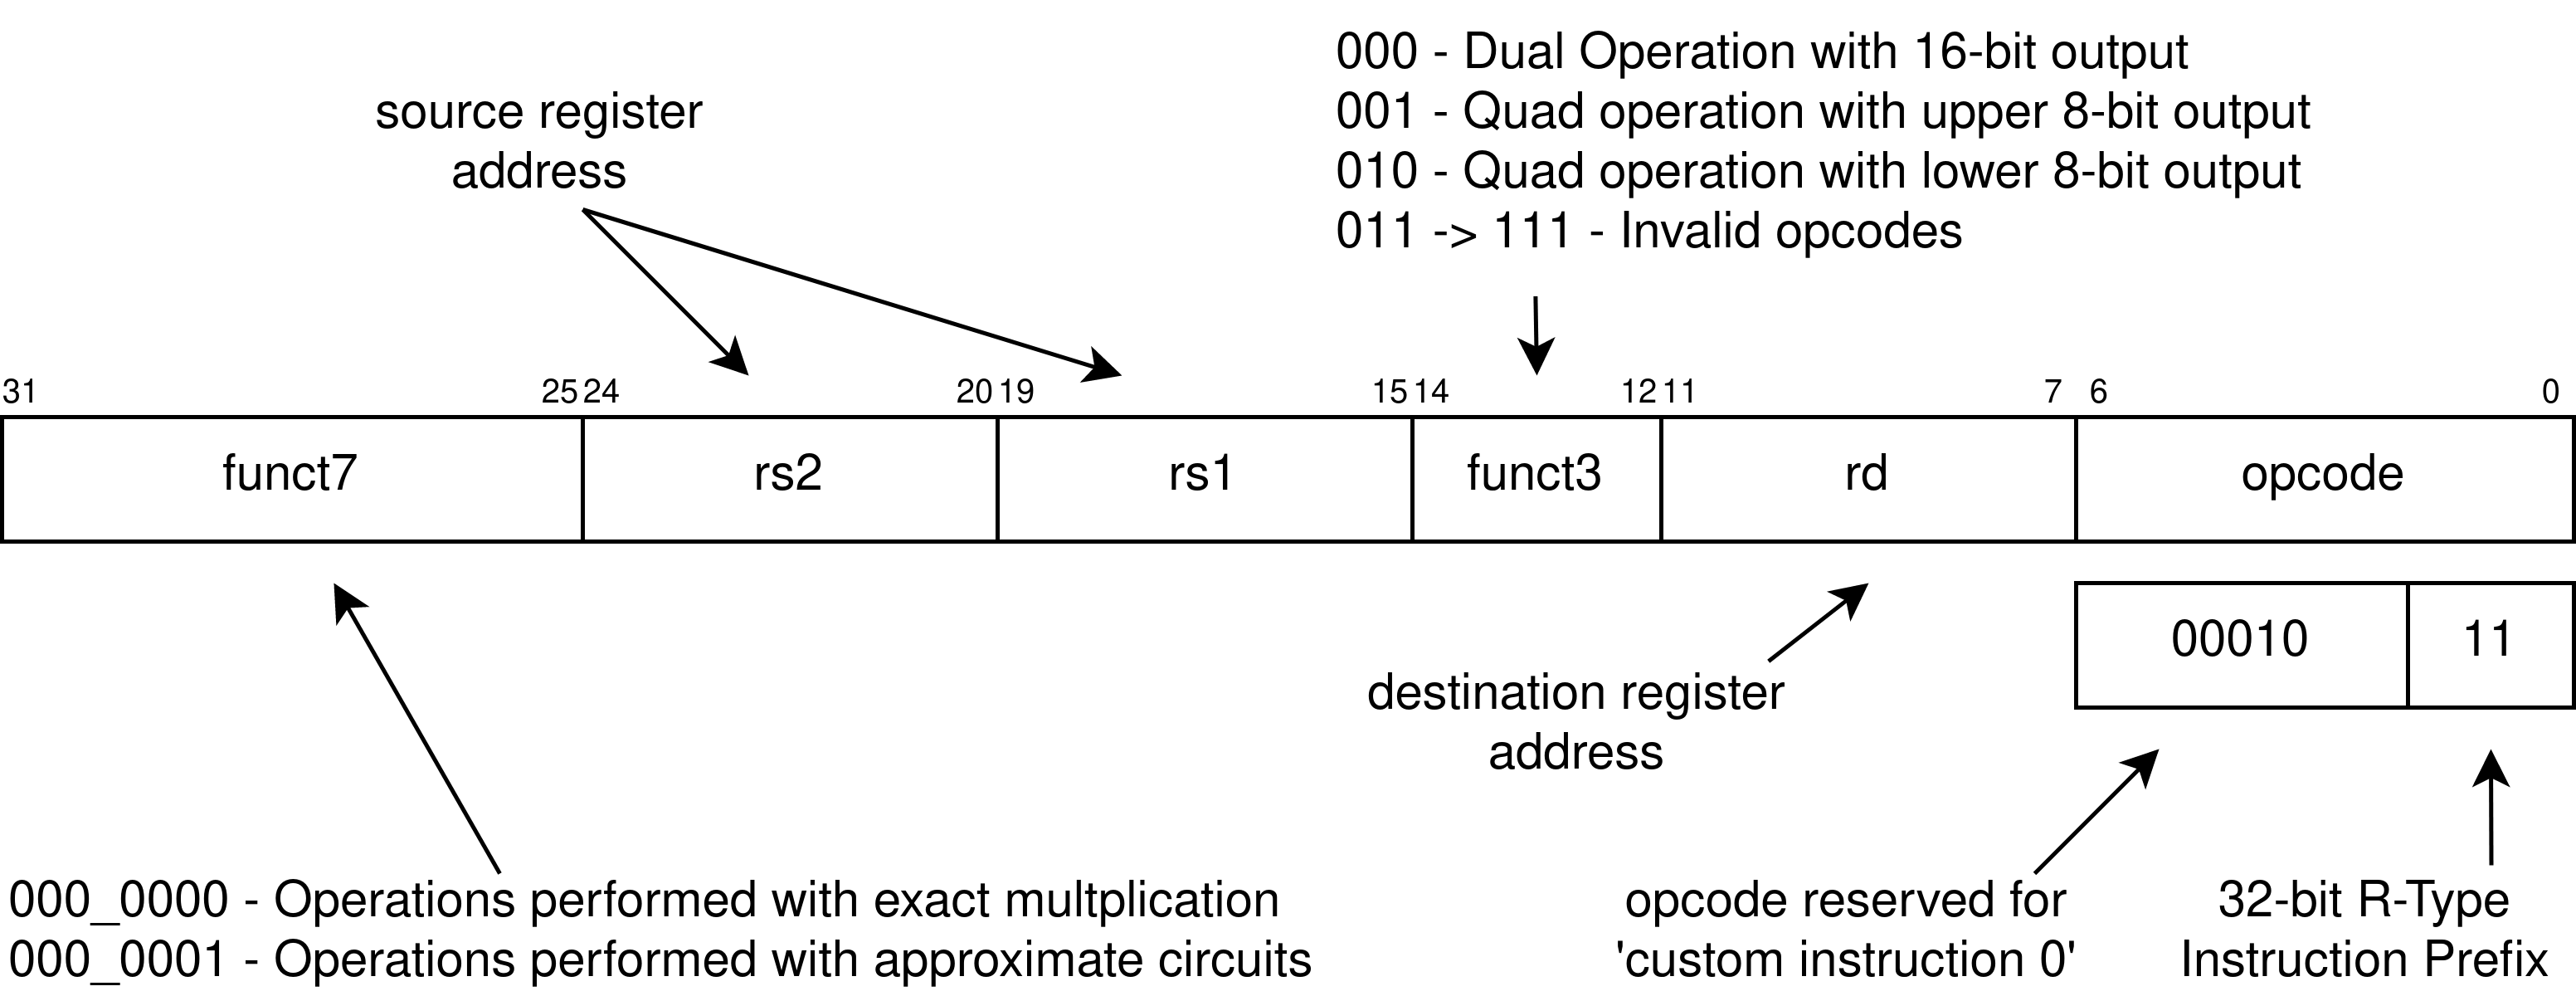 000 - Dual Operation with 16-bit output
001 - Quad operation with upper 8-bit output
010 - Quad operation with lower 8-bit output
011 -> 111 - Invalid opcodes
source register
address
31 25 24 20 19 15 14 12 11 7 6 0
funct7 rs2 rs1 funct3 rd opcode
00010 11
destination register
address
000_0000 - Operations performed with exact multplication
000_0001 - Operations performed with approximate circuits
opcode reserved for
'custom instruction 0'
32-bit R-Type
Instruction Prefix